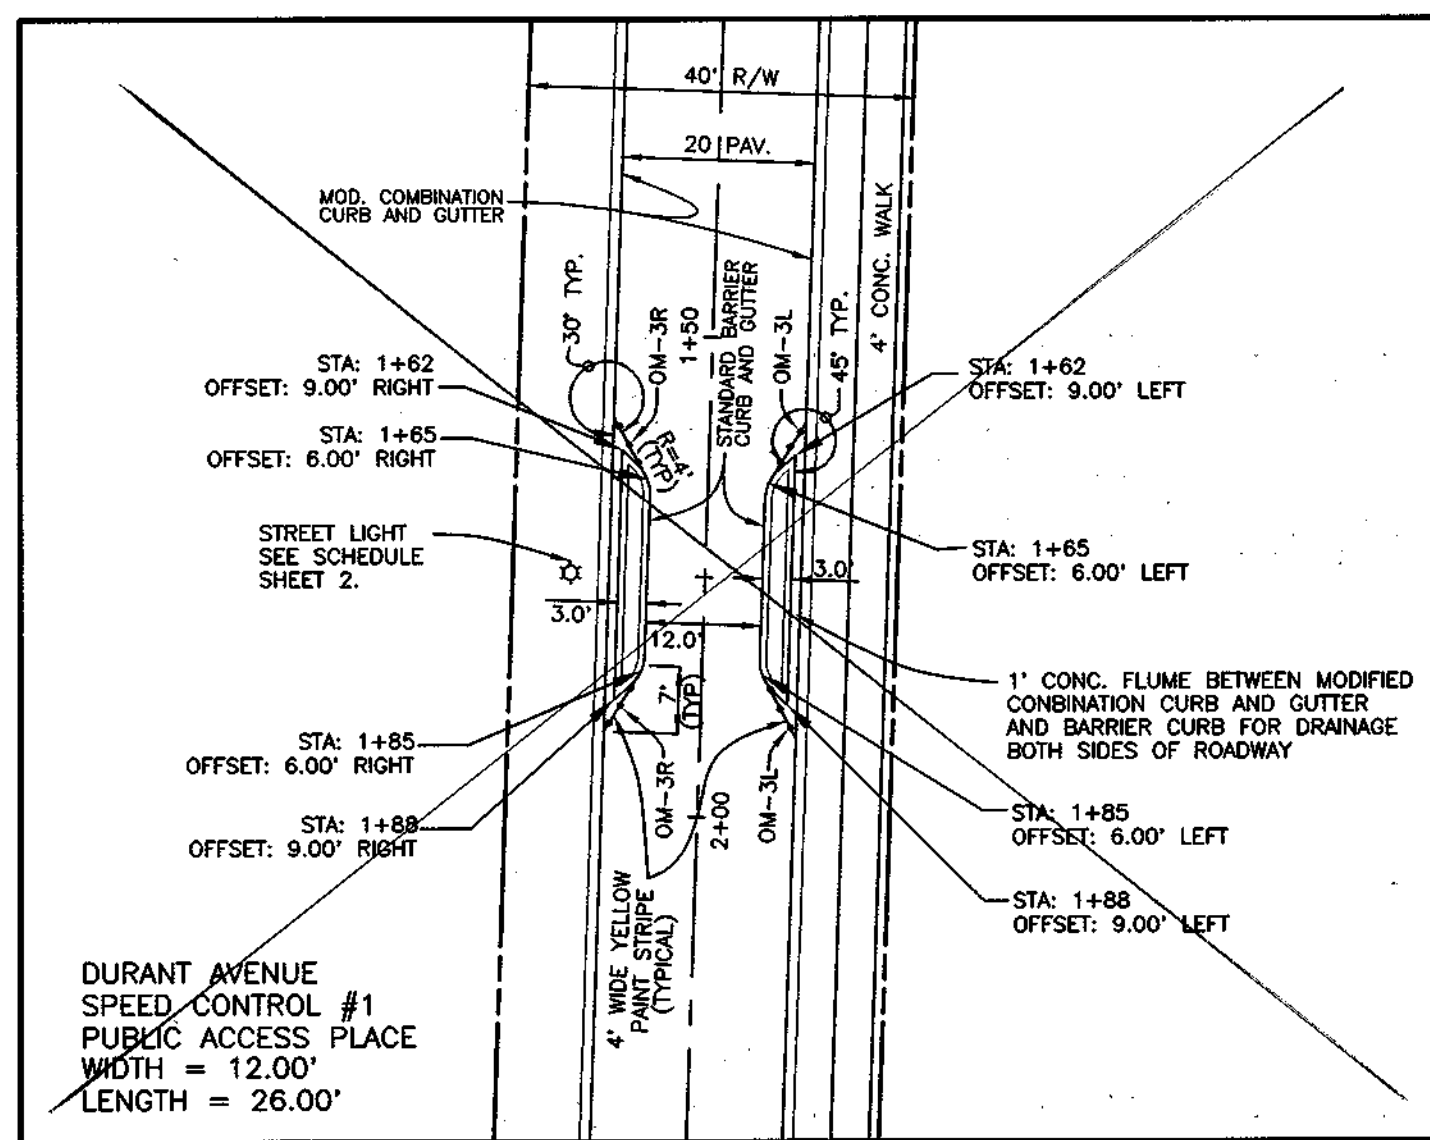 40' R/W
20 PAV.
MOD. COMBINATION
CURB AND GUTTER
4' CONC. WALK
30° TYP.
OM-3R
1+50
STANDARD BARRIER
CURB AND GUTTER
OM-3L
45° TYP.
STA: 1+62
OFFSET: 9.00' RIGHT
STA: 1+62
OFFSET: 9.00' LEFT
STA: 1+65
OFFSET: 6.00' RIGHT
R=4'
(TYP)
STREET LIGHT
SEE SCHEDULE
SHEET 2.
STA: 1+65
OFFSET: 6.00' LEFT
3.0'
3.0'
12.0'
7'
(TYP)
1' CONC. FLUME BETWEEN MODIFIED
CONBINATION CURB AND GUTTER
AND BARRIER CURB FOR DRAINAGE
BOTH SIDES OF ROADWAY
STA: 1+85
OFFSET: 6.00' RIGHT
OM-3R
2+00
OM-3L
STA: 1+85
OFFSET: 6.00' LEFT
STA: 1+88
OFFSET: 9.00' RIGHT
STA: 1+88
OFFSET: 9.00' LEFT
4' WIDE YELLOW
PAINT STRIPE
(TYPICAL)
DURANT AVENUE
SPEED CONTROL #1
PUBLIC ACCESS PLACE
WIDTH = 12.00'
LENGTH = 26.00'